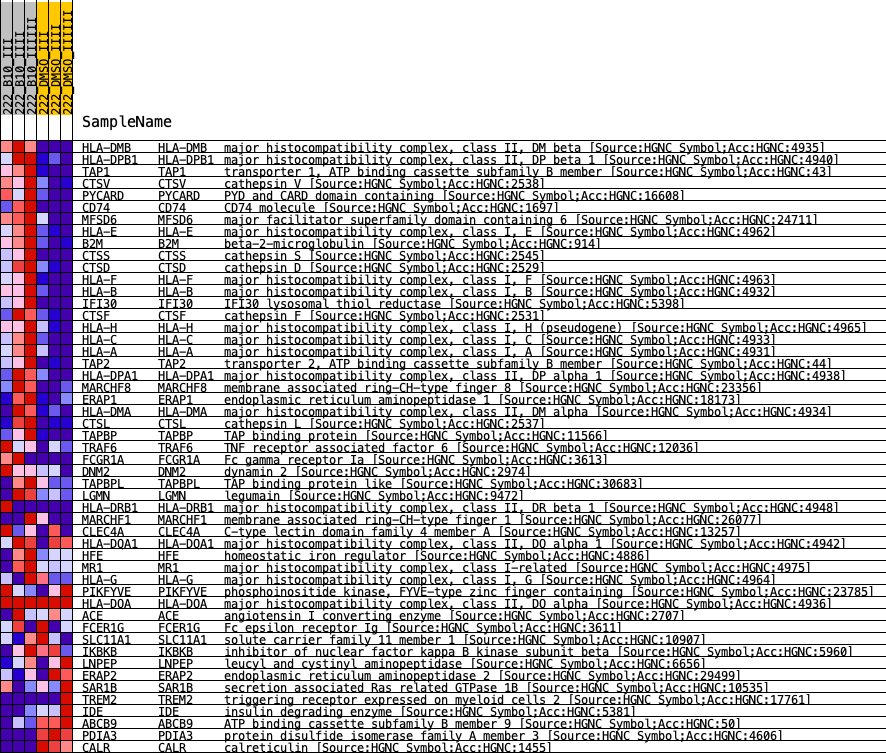 222_B10_III
222_B10_IIII
222_B10_IIIIII
222_DMSO_III
222_DMSO_IIII
222_DMSO_IIIIII
SampleName
HLA-DMB HLA-DMB major histocompatibility complex, class II, DM beta [Source:HGNC Symbol;Acc:HGNC:4935]
HLA-DPB1 HLA-DPB1 major histocompatibility complex, class II, DP beta 1 [Source:HGNC Symbol;Acc:HGNC:4940]
TAP1 TAP1 transporter 1, ATP binding cassette subfamily B member [Source:HGNC Symbol;Acc:HGNC:43]
CTSV CTSV cathepsin V [Source:HGNC Symbol;Acc:HGNC:2538]
PYCARD PYCARD PYD and CARD domain containing [Source:HGNC Symbol;Acc:HGNC:16608]
CD74 CD74 CD74 molecule [Source:HGNC Symbol;Acc:HGNC:1697]
MFSD6 MFSD6 major facilitator superfamily domain containing 6 [Source:HGNC Symbol;Acc:HGNC:24711]
HLA-E HLA-E major histocompatibility complex, class I, E [Source:HGNC Symbol;Acc:HGNC:4962]
B2M B2M beta-2-microglobulin [Source:HGNC Symbol;Acc:HGNC:914]
CTSS CTSS cathepsin S [Source:HGNC Symbol;Acc:HGNC:2545]
CTSD CTSD cathepsin D [Source:HGNC Symbol;Acc:HGNC:2529]
HLA-F HLA-F major histocompatibility complex, class I, F [Source:HGNC Symbol;Acc:HGNC:4963]
HLA-B HLA-B major histocompatibility complex, class I, B [Source:HGNC Symbol;Acc:HGNC:4932]
IFI30 IFI30 IFI30 lysosomal thiol reductase [Source:HGNC Symbol;Acc:HGNC:5398]
CTSF CTSF cathepsin F [Source:HGNC Symbol;Acc:HGNC:2531]
HLA-H HLA-H major histocompatibility complex, class I, H (pseudogene) [Source:HGNC Symbol;Acc:HGNC:4965]
HLA-C HLA-C major histocompatibility complex, class I, C [Source:HGNC Symbol;Acc:HGNC:4933]
HLA-A HLA-A major histocompatibility complex, class I, A [Source:HGNC Symbol;Acc:HGNC:4931]
TAP2 TAP2 transporter 2, ATP binding cassette subfamily B member [Source:HGNC Symbol;Acc:HGNC:44]
HLA-DPA1 HLA-DPA1 major histocompatibility complex, class II, DP alpha 1 [Source:HGNC Symbol;Acc:HGNC:4938]
MARCHF8 MARCHF8 membrane associated ring-CH-type finger 8 [Source:HGNC Symbol;Acc:HGNC:23356]
ERAP1 ERAP1 endoplasmic reticulum aminopeptidase 1 [Source:HGNC Symbol;Acc:HGNC:18173]
HLA-DMA HLA-DMA major histocompatibility complex, class II, DM alpha [Source:HGNC Symbol;Acc:HGNC:4934]
CTSL CTSL cathepsin L [Source:HGNC Symbol;Acc:HGNC:2537]
TAPBP TAPBP TAP binding protein [Source:HGNC Symbol;Acc:HGNC:11566]
TRAF6 TRAF6 TNF receptor associated factor 6 [Source:HGNC Symbol;Acc:HGNC:12036]
FCGR1A FCGR1A Fc gamma receptor Ia [Source:HGNC Symbol;Acc:HGNC:3613]
DNM2 DNM2 dynamin 2 [Source:HGNC Symbol;Acc:HGNC:2974]
TAPBPL TAPBPL TAP binding protein like [Source:HGNC Symbol;Acc:HGNC:30683]
LGMN LGMN legumain [Source:HGNC Symbol;Acc:HGNC:9472]
HLA-DRB1 HLA-DRB1 major histocompatibility complex, class II, DR beta 1 [Source:HGNC Symbol;Acc:HGNC:4948]
MARCHF1 MARCHF1 membrane associated ring-CH-type finger 1 [Source:HGNC Symbol;Acc:HGNC:26077]
CLEC4A CLEC4A C-type lectin domain family 4 member A [Source:HGNC Symbol;Acc:HGNC:13257]
HLA-DQA1 HLA-DQA1 major histocompatibility complex, class II, DQ alpha 1 [Source:HGNC Symbol;Acc:HGNC:4942]
HFE HFE homeostatic iron regulator [Source:HGNC Symbol;Acc:HGNC:4886]
MR1 MR1 major histocompatibility complex, class I-related [Source:HGNC Symbol;Acc:HGNC:4975]
HLA-G HLA-G major histocompatibility complex, class I, G [Source:HGNC Symbol;Acc:HGNC:4964]
PIKFYVE PIKFYVE phosphoinositide kinase, FYVE-type zinc finger containing [Source:HGNC Symbol;Acc:HGNC:23785]
HLA-DOA HLA-DOA major histocompatibility complex, class II, DO alpha [Source:HGNC Symbol;Acc:HGNC:4936]
ACE ACE angiotensin I converting enzyme [Source:HGNC Symbol;Acc:HGNC:2707]
FCER1G FCER1G Fc epsilon receptor Ig [Source:HGNC Symbol;Acc:HGNC:3611]
SLC11A1 SLC11A1 solute carrier family 11 member 1 [Source:HGNC Symbol;Acc:HGNC:10907]
IKBKB IKBKB inhibitor of nuclear factor kappa B kinase subunit beta [Source:HGNC Symbol;Acc:HGNC:5960]
LNPEP LNPEP leucyl and cystinyl aminopeptidase [Source:HGNC Symbol;Acc:HGNC:6656]
ERAP2 ERAP2 endoplasmic reticulum aminopeptidase 2 [Source:HGNC Symbol;Acc:HGNC:29499]
SAR1B SAR1B secretion associated Ras related GTPase 1B [Source:HGNC Symbol;Acc:HGNC:10535]
TREM2 TREM2 triggering receptor expressed on myeloid cells 2 [Source:HGNC Symbol;Acc:HGNC:17761]
IDE IDE insulin degrading enzyme [Source:HGNC Symbol;Acc:HGNC:5381]
ABCB9 ABCB9 ATP binding cassette subfamily B member 9 [Source:HGNC Symbol;Acc:HGNC:50]
PDIA3 PDIA3 protein disulfide isomerase family A member 3 [Source:HGNC Symbol;Acc:HGNC:4606]
CALR CALR calreticulin [Source:HGNC Symbol;Acc:HGNC:1455]